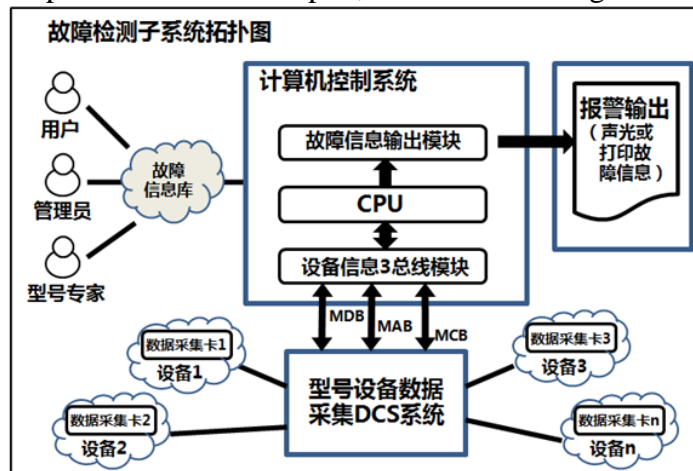 故障检测子系统拓扑图
用户
管理员
型号专家
故障
信息库
计算机控制系统
故障信息输出模块
CPU
设备信息3总线模块
报警输出
（声光或
打印故
障信息）
MDB
MAB
MCB
数据采集卡1
设备1
数据采集卡2
设备2
型号设备数据
采集DCS系统
数据采集卡3
设备3
数据采集卡n
设备n